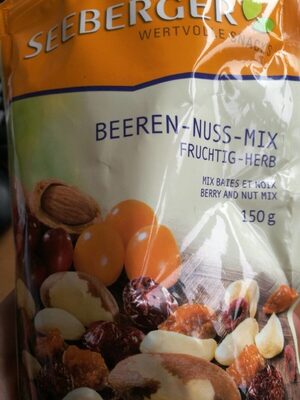 SEEBERGER
WERTVOLLE SNACKS
BEEREN-NUSS-MIX
FRUCHTIG-HERB
MIX BAIES ET NOIX
BERRY AND NUT MIX
150 g